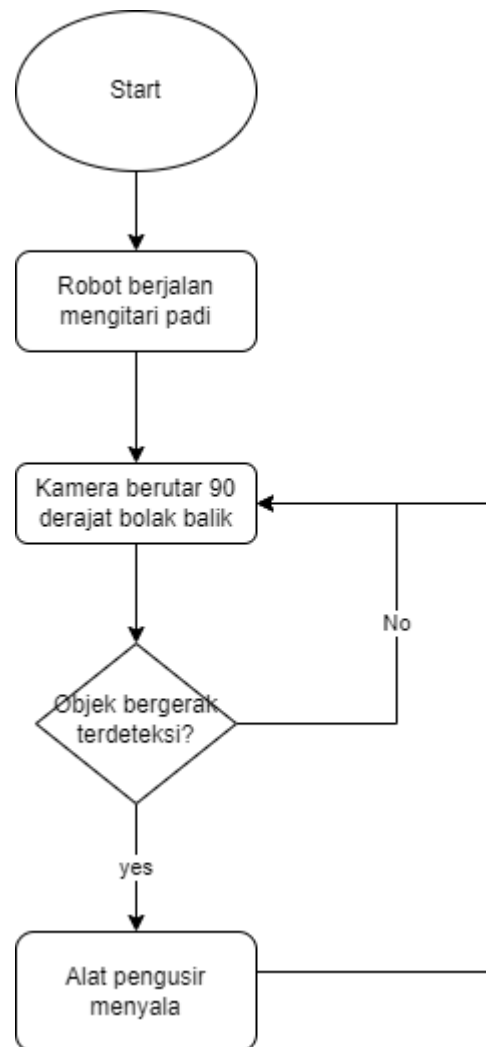 Start
Robot berjalan
mengitari padi
Kamera berutar 90
derajat bolak balik
No
Objek bergerak
terdeteksi?
yes
Alat pengusir
menyala